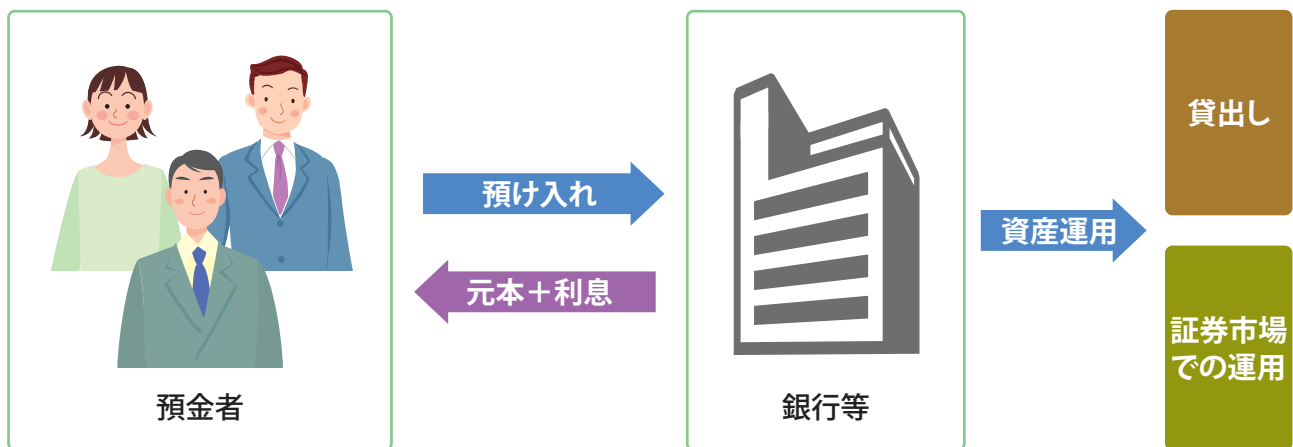 預け入れ
元本＋利息
預金者
銀行等
資産運用
貸出し
証券市場
での運用